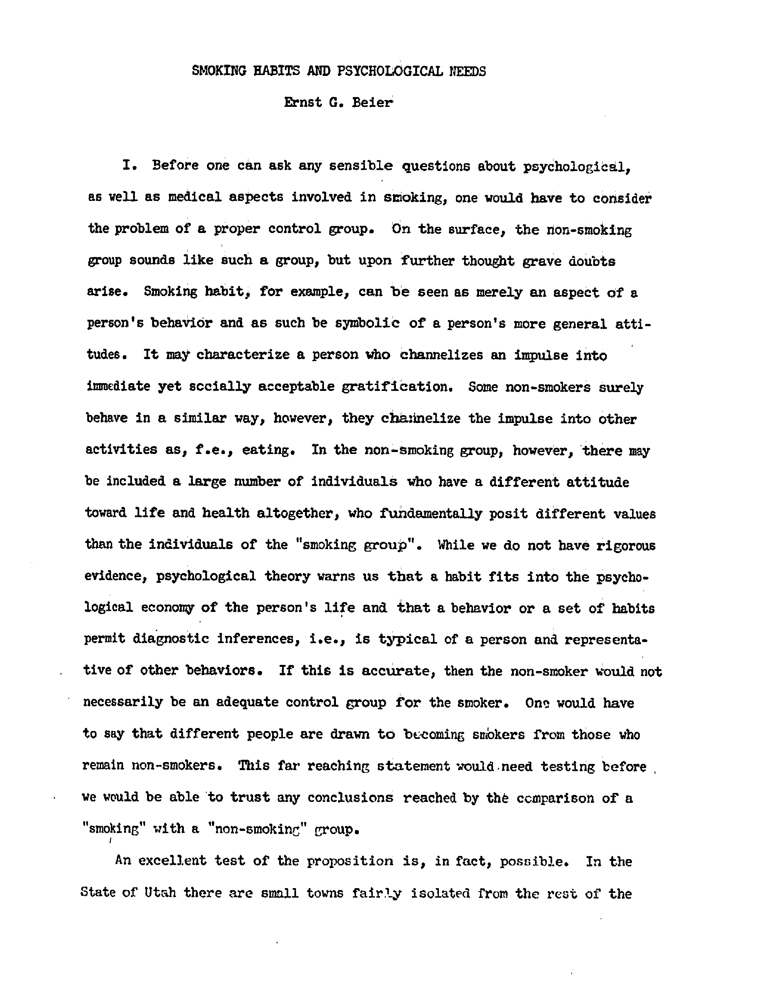 SMOKING HABITS AND PSYCHOLOGICAL NEEDS
Ernst G. Beier
I. Before one can ask any sensible questions about psychological,
as well as medical aspects involved in smoking, one would have to consider
the problem of a proper control group. On the surface, the non-smoking
group sounds like such a group, but upon further thought grave doubts
arise. Smoking habit, for example, can be seen as merely an aspect of a
person's behavior and as such be symbolic of a person's more general atti-
tudes. It may characterize a person who channelizes an impulse into
immediate yet socially acceptable gratification. Some non-smokers surely
behave in a similar way, however, they channelize the impulse into other
activities as, f.e., eating. In the non-smoking group, however, there may
be included a large number of individuals who have a different attitude
toward life and health altogether, who fundamentally posit different values
than the individuals of the "smoking group". While we do not have rigorous
evidence, psychological theory warns us that a habit fits into the psycho-
logical economy of the person's life and that a behavior or a set of habits
permit diagnostic inferences, i.e., is typical of a person and representa-
tive of other behaviors. If this is accurate, then the non-smoker would not
necessarily be an adequate control group for the smoker. One would have
to say that different people are drawn to becoming smokers from those who
remain non-smokers. This far reaching statement would need testing before
we would be able to trust any conclusions reached by the comparison of a
"smoking" with a "non-smoking" group.
An excellent test of the proposition is, in fact, possible. In the
State of Utah there are small towns fairly isolated from the rest of the